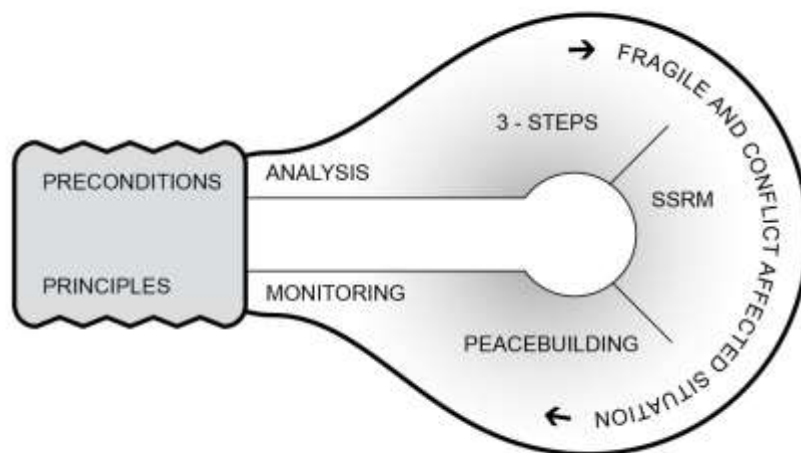 PRECONDITIONS
PRINCIPLES
ANALYSIS
MONITORING
3 - STEPS
SSRM
PEACEBUILDING
FRAGILE AND CONFLICT AFFECTED SITUATION